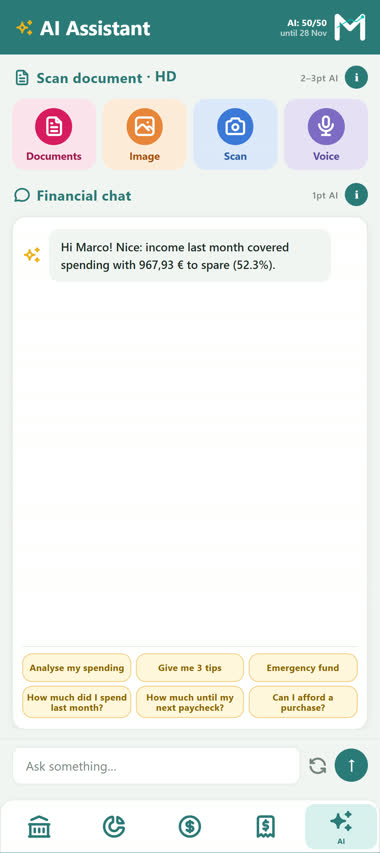 AI Assistant
AI: 50/50
until 28 Nov
M
Scan document · HD
2–3pt AI
i
Documents
Image
Scan
Voice
Financial chat
1pt AI
i
Hi Marco! Nice: income last month covered
spending with 967,93 € to spare (52.3%).
Analyse my spending
Give me 3 tips
Emergency fund
How much did I spend
last month?
How much until my
next paycheck?
Can I afford a
purchase?
Ask something...
AI